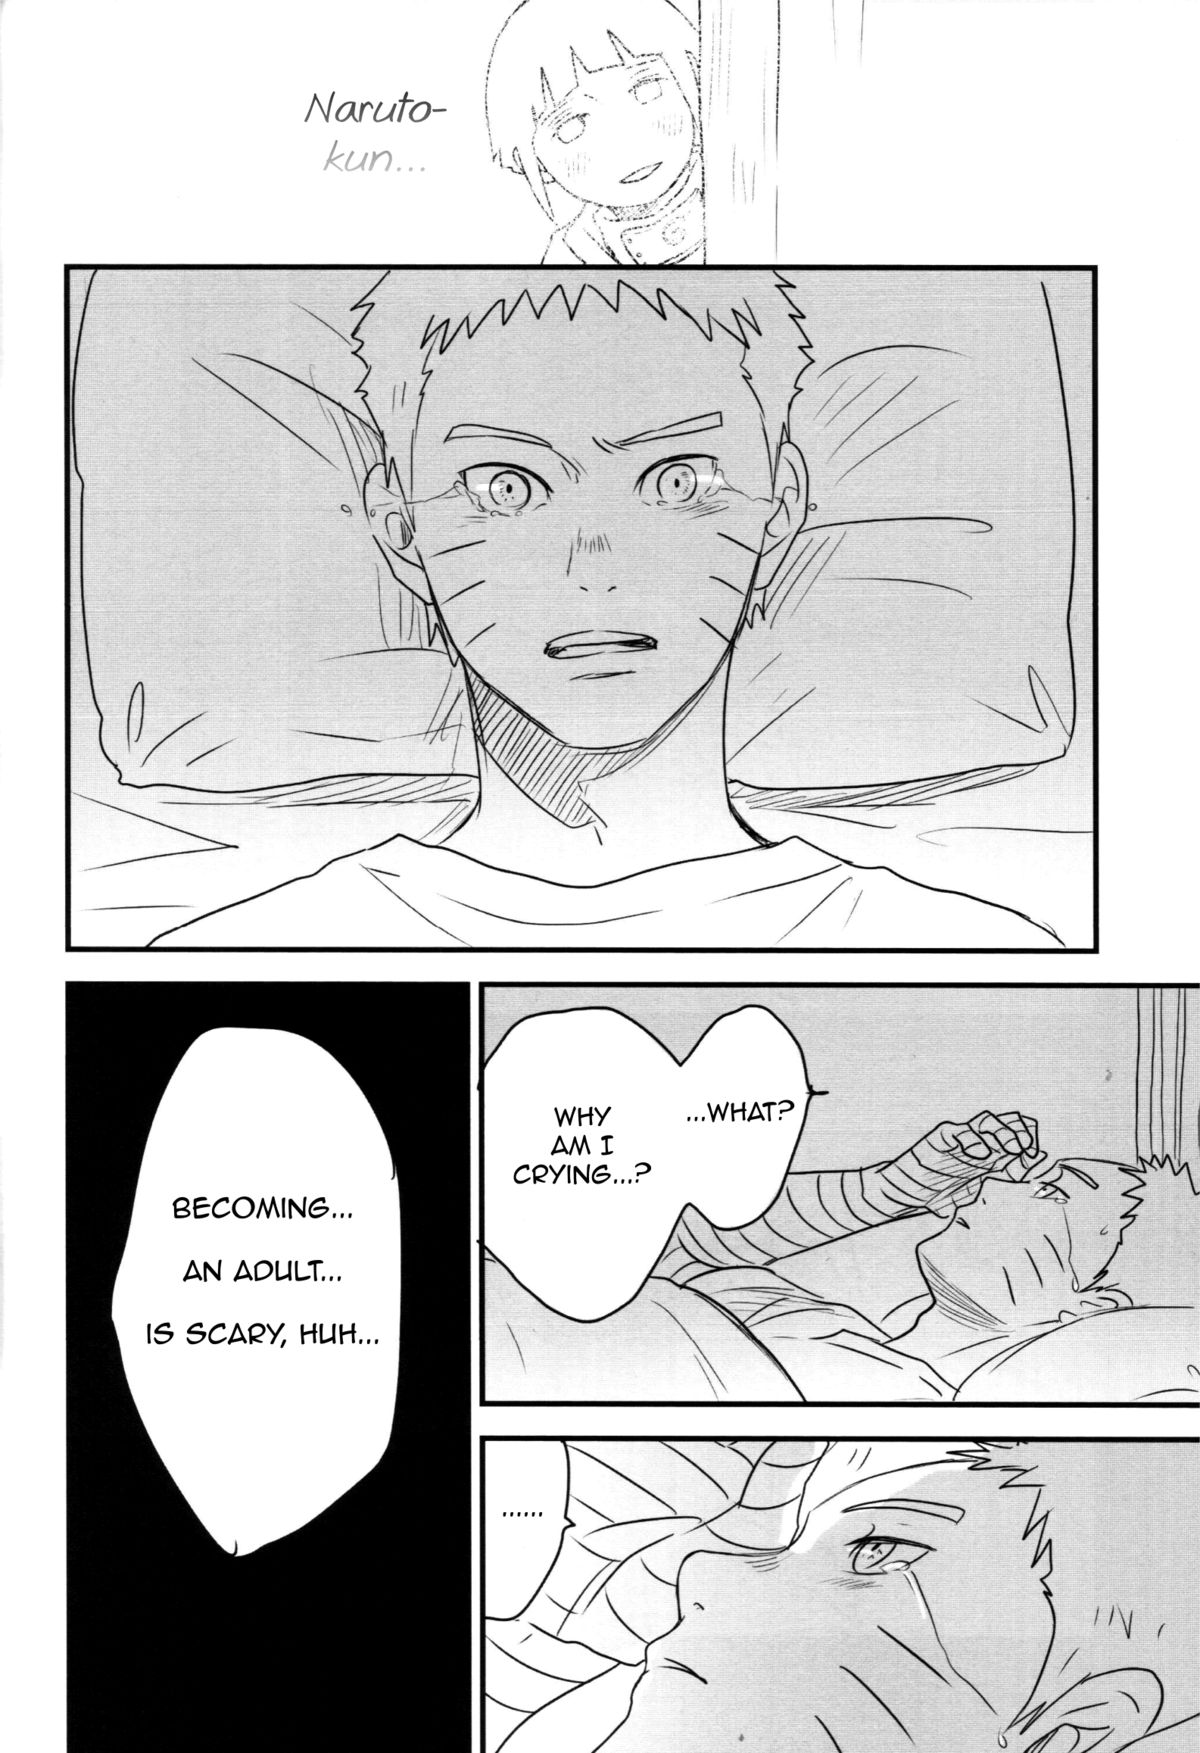 Naruto-
kun...
...WHAT?
WHY
AM I
CRYING...?
......
BECOMING...
AN ADULT...
IS SCARY, HUH...